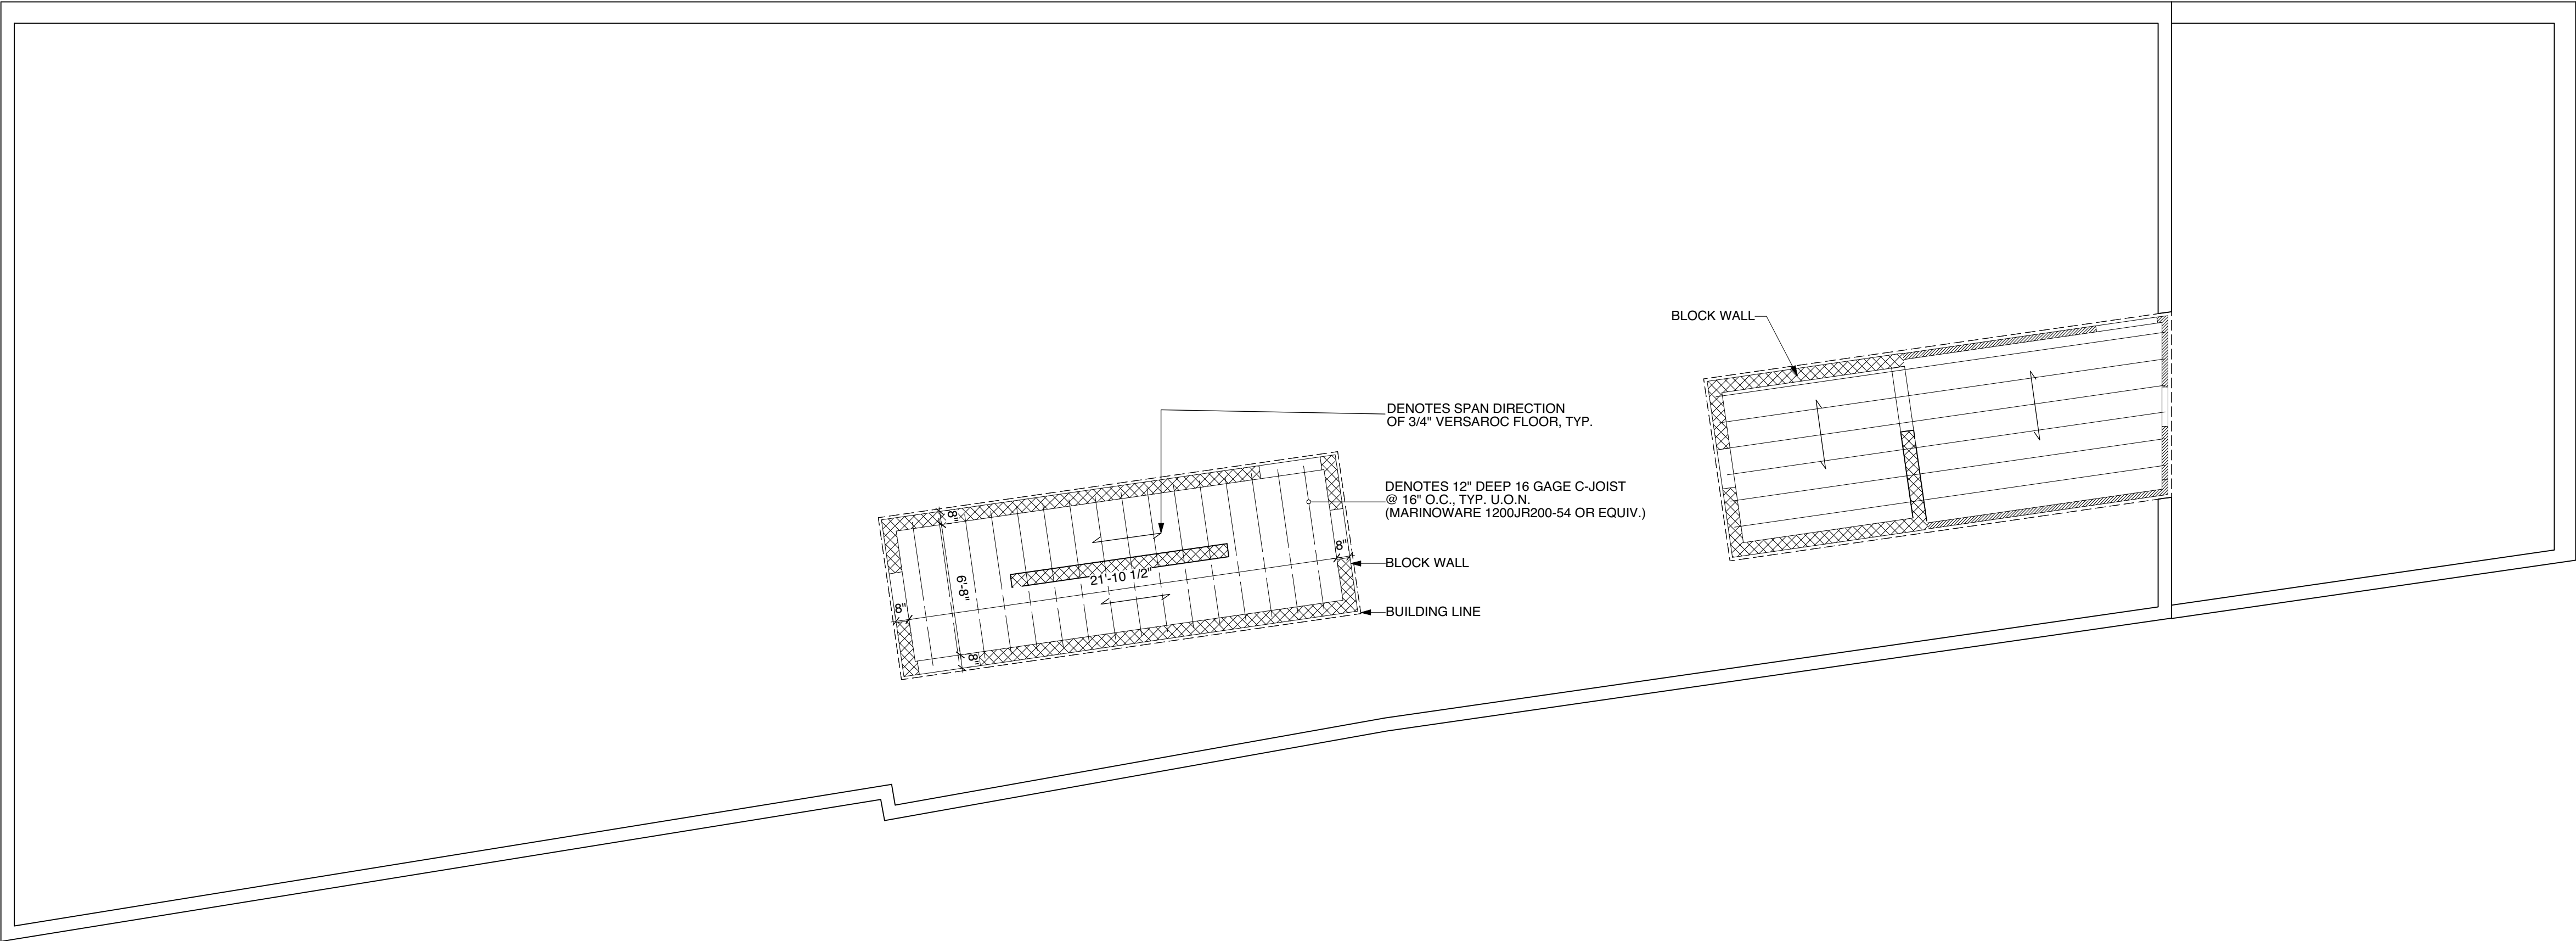 BLOCK WALL
DENOTES SPAN DIRECTION
OF 3/4" VERSAROC FLOOR, TYP.
DENOTES 12" DEEP 16 GAGE C-JOIST
@ 16" O.C., TYP. U.O.N.
(MARINOWARE 1200JR200-54 OR EQUIV.)
8"
8"
BLOCK WALL
21'-10 1/2"
6'-8"
8"
BUILDING LINE
8"